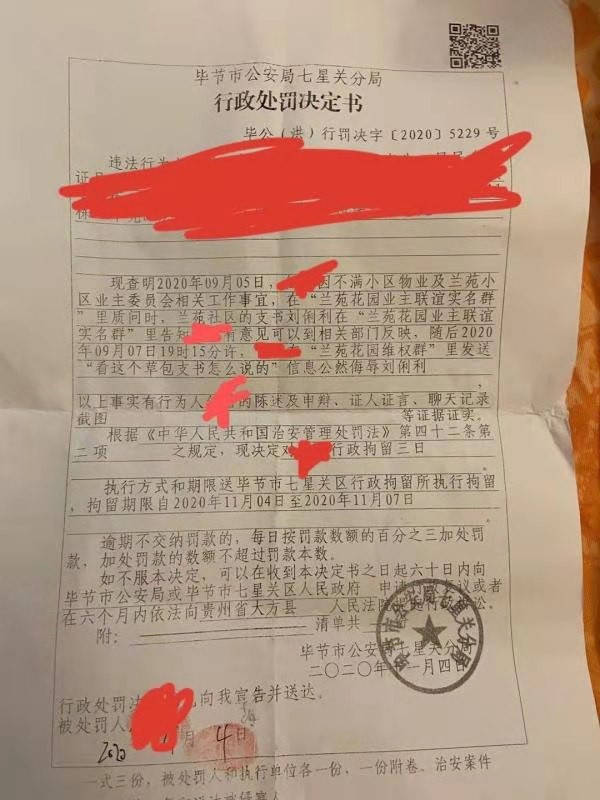 毕节市公安局七星关分局
行政处罚决定书
毕公（洪）行罚决字〔2020〕5229号
违法行为
证
现查明2020年09月05日，因不满小区物业及兰苑小
区业主委员会相关工作事宜，在“兰苑花园业主联谊实名群
”里质问时，兰苑社区的支书刘俐利在“兰苑花园业主联谊
实名群”里告知有意见可以到相关部门反映，随后2020
年09月07日19时15分许，在“兰苑花园维权群”里发送
“看这个草包支书怎么说的”信息公然侮辱刘俐利
，
以上事实有行为人的陈述及申辩、证人证言、聊天记录
截图 等证据证实。
根据《中华人民共和国治安管理处罚法》第四十二条第
二项 之规定，现决定对行政拘留三日
执行方式和期限送毕节市七星关区行政拘留所执行拘留
，拘留期限自2020年11月04日至2020年11月07日
逾期不交纳罚款的，每日按罚款数额的百分之三加处罚
款，加处罚款的数额不超过罚款本数。
如不服本决定，可以在收到本决定书之日起六十日内向
毕节市公安局或毕节市七星关区人民政府 申请行政复议或者
在六个月内依法向贵州省大方县 人民法院提起行政诉讼。
附： 清单共
毕节市公安局七星关分局
二〇二〇年十一月四日
行政处罚决 向我宣告并送达。
被处罚人
2020 月 4日
一式三份，被处罚人和执行单位各一份，一份附卷。治安案件